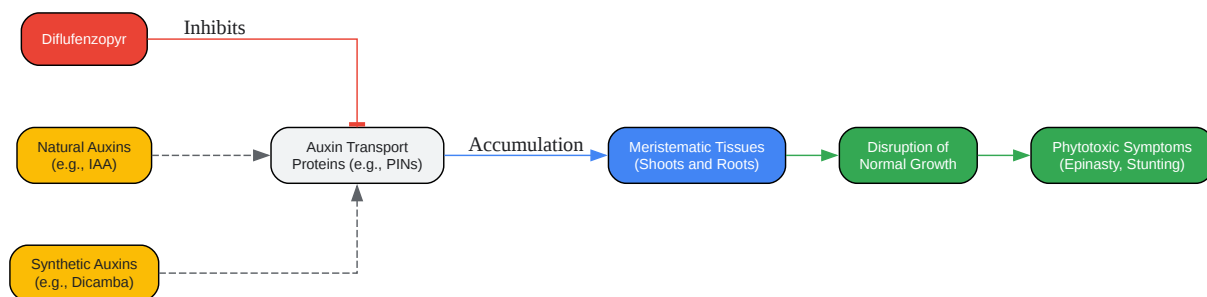 Diflufenzopyr
Inhibits
Natural Auxins
(e.g., IAA)
Auxin Transport
Proteins (e.g., PINs)
Accumulation
Meristematic Tissues
(Shoots and Roots)
Disruption of
Normal Growth
Phytotoxic Symptoms
(Epinasty, Stunting)
Synthetic Auxins
(e.g., Dicamba)